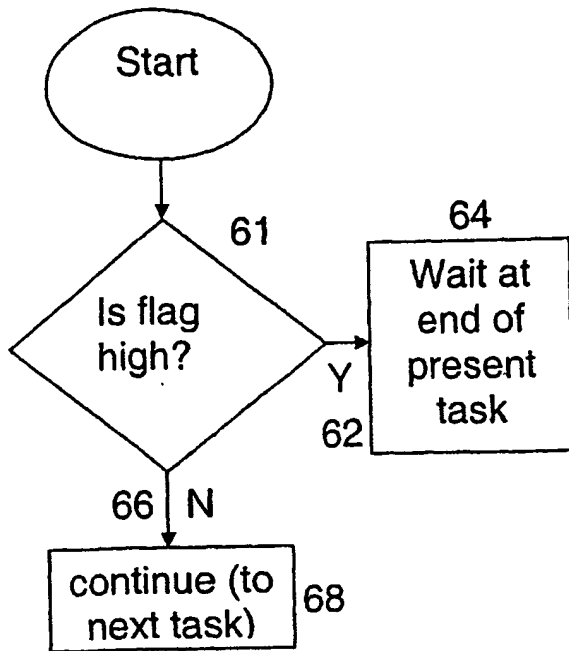 Start
61
Is flag
high?
Y
62
64
Wait at
end of
present
task
66
N
continue (to
next task)
68